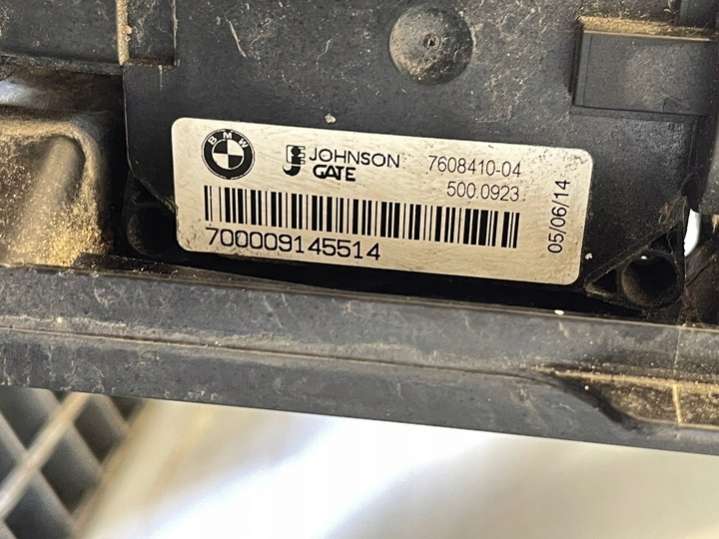 BMW
JOHNSON 7608410-04
GATE 500.0923
700009145514
05/06/14